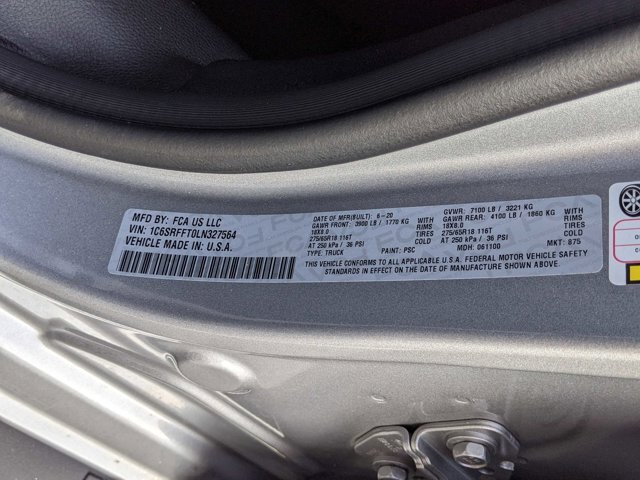 MFD BY: FCA US LLC
VIN: 1C6SRFFT0LN327564
VEHICLE MADE IN U.S.A.
DATE OF MFR(BUILT): 6-20 GVWR: 7100 LB / 3221 KG
GAWR FRONT: 3900 LB / 1770 KG WITH GAWR REAR: 4100 LB / 1860 KG WITH
18X8.0 RIMS 18X8.0 RIMS
275/65R18 116T TIRES 275/65R18 116T TIRES
AT 250 kPa / 36 PSI COLD AT 250 kPa / 36 PSI COLD
TYPE: TRUCK PAINT: PSC MDH: 061100 MKT: 875
THIS VEHICLE CONFORMS TO ALL APPLICABLE U.S.A. FEDERAL MOTOR VEHICLE SAFETY
STANDARDS IN EFFECT ON THE DATE OF MANUFACTURE SHOWN ABOVE.